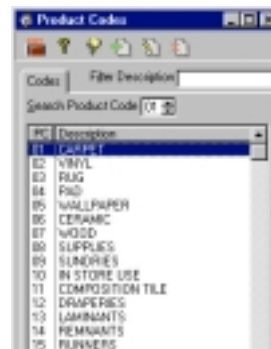 Product Codes
Codes Filter Description
Search Product Code 01
PC Description
01 CARPET
02 VINYL
03 RUG
04 PAD
05 WALLPAPER
06 CERAMIC
07 WOOD
08 SUPPLIES
09 SUNDRIES
10 IN STORE USE
11 COMPOSITION TILE
12 DRAPERIES
13 LAMINANTS
14 REMNANTS
15 RUNNERS